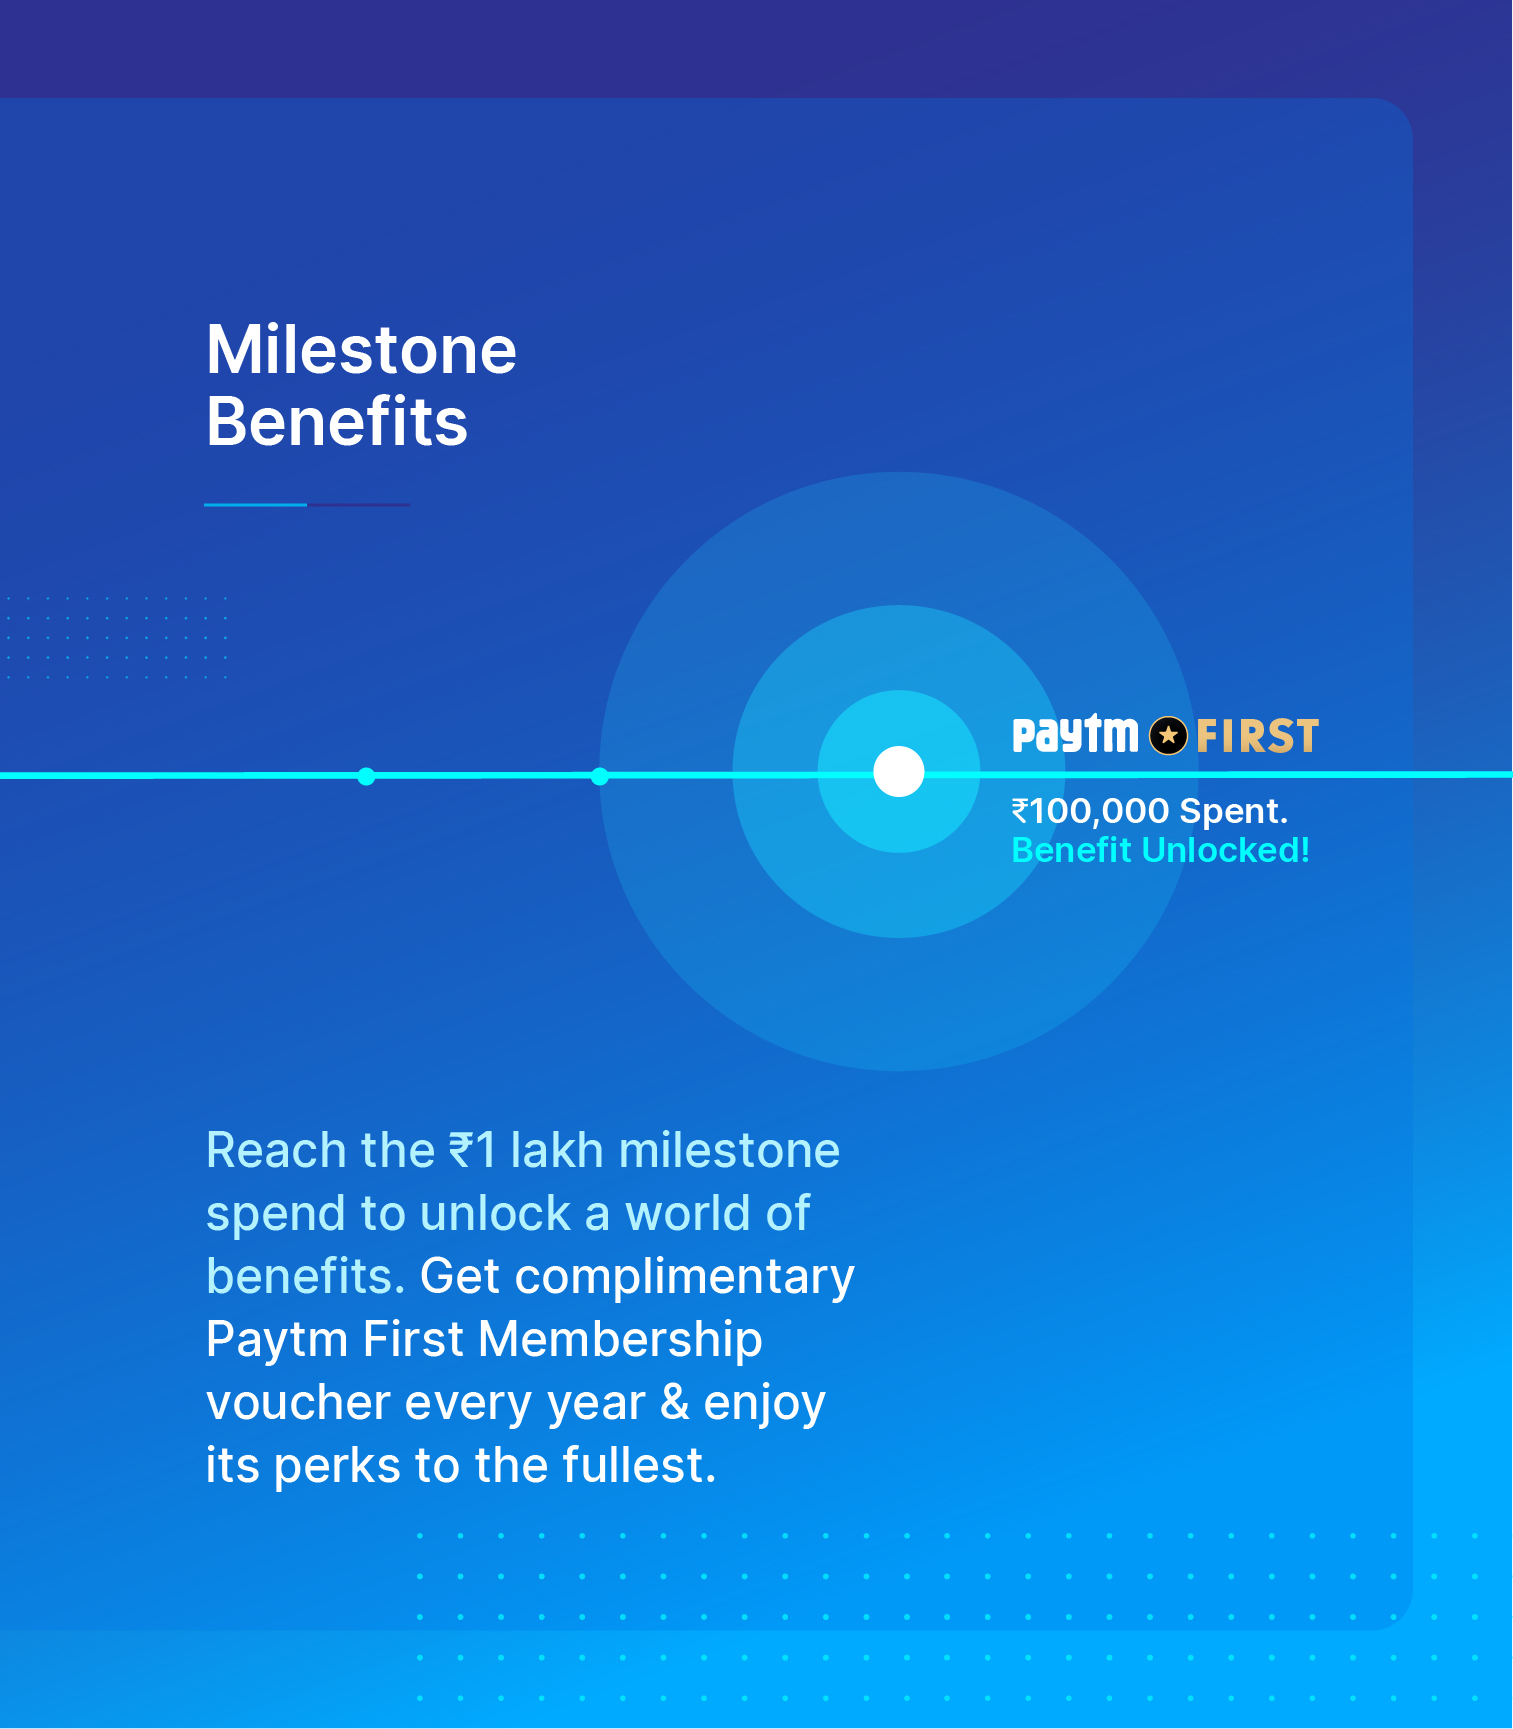 Milestone
Benefits
paytm FIRST
₹100,000 Spent.
Benefit Unlocked!
Reach the ₹1 lakh milestone
spend to unlock a world of
benefits. Get complimentary
Paytm First Membership
voucher every year & enjoy
its perks to the fullest.